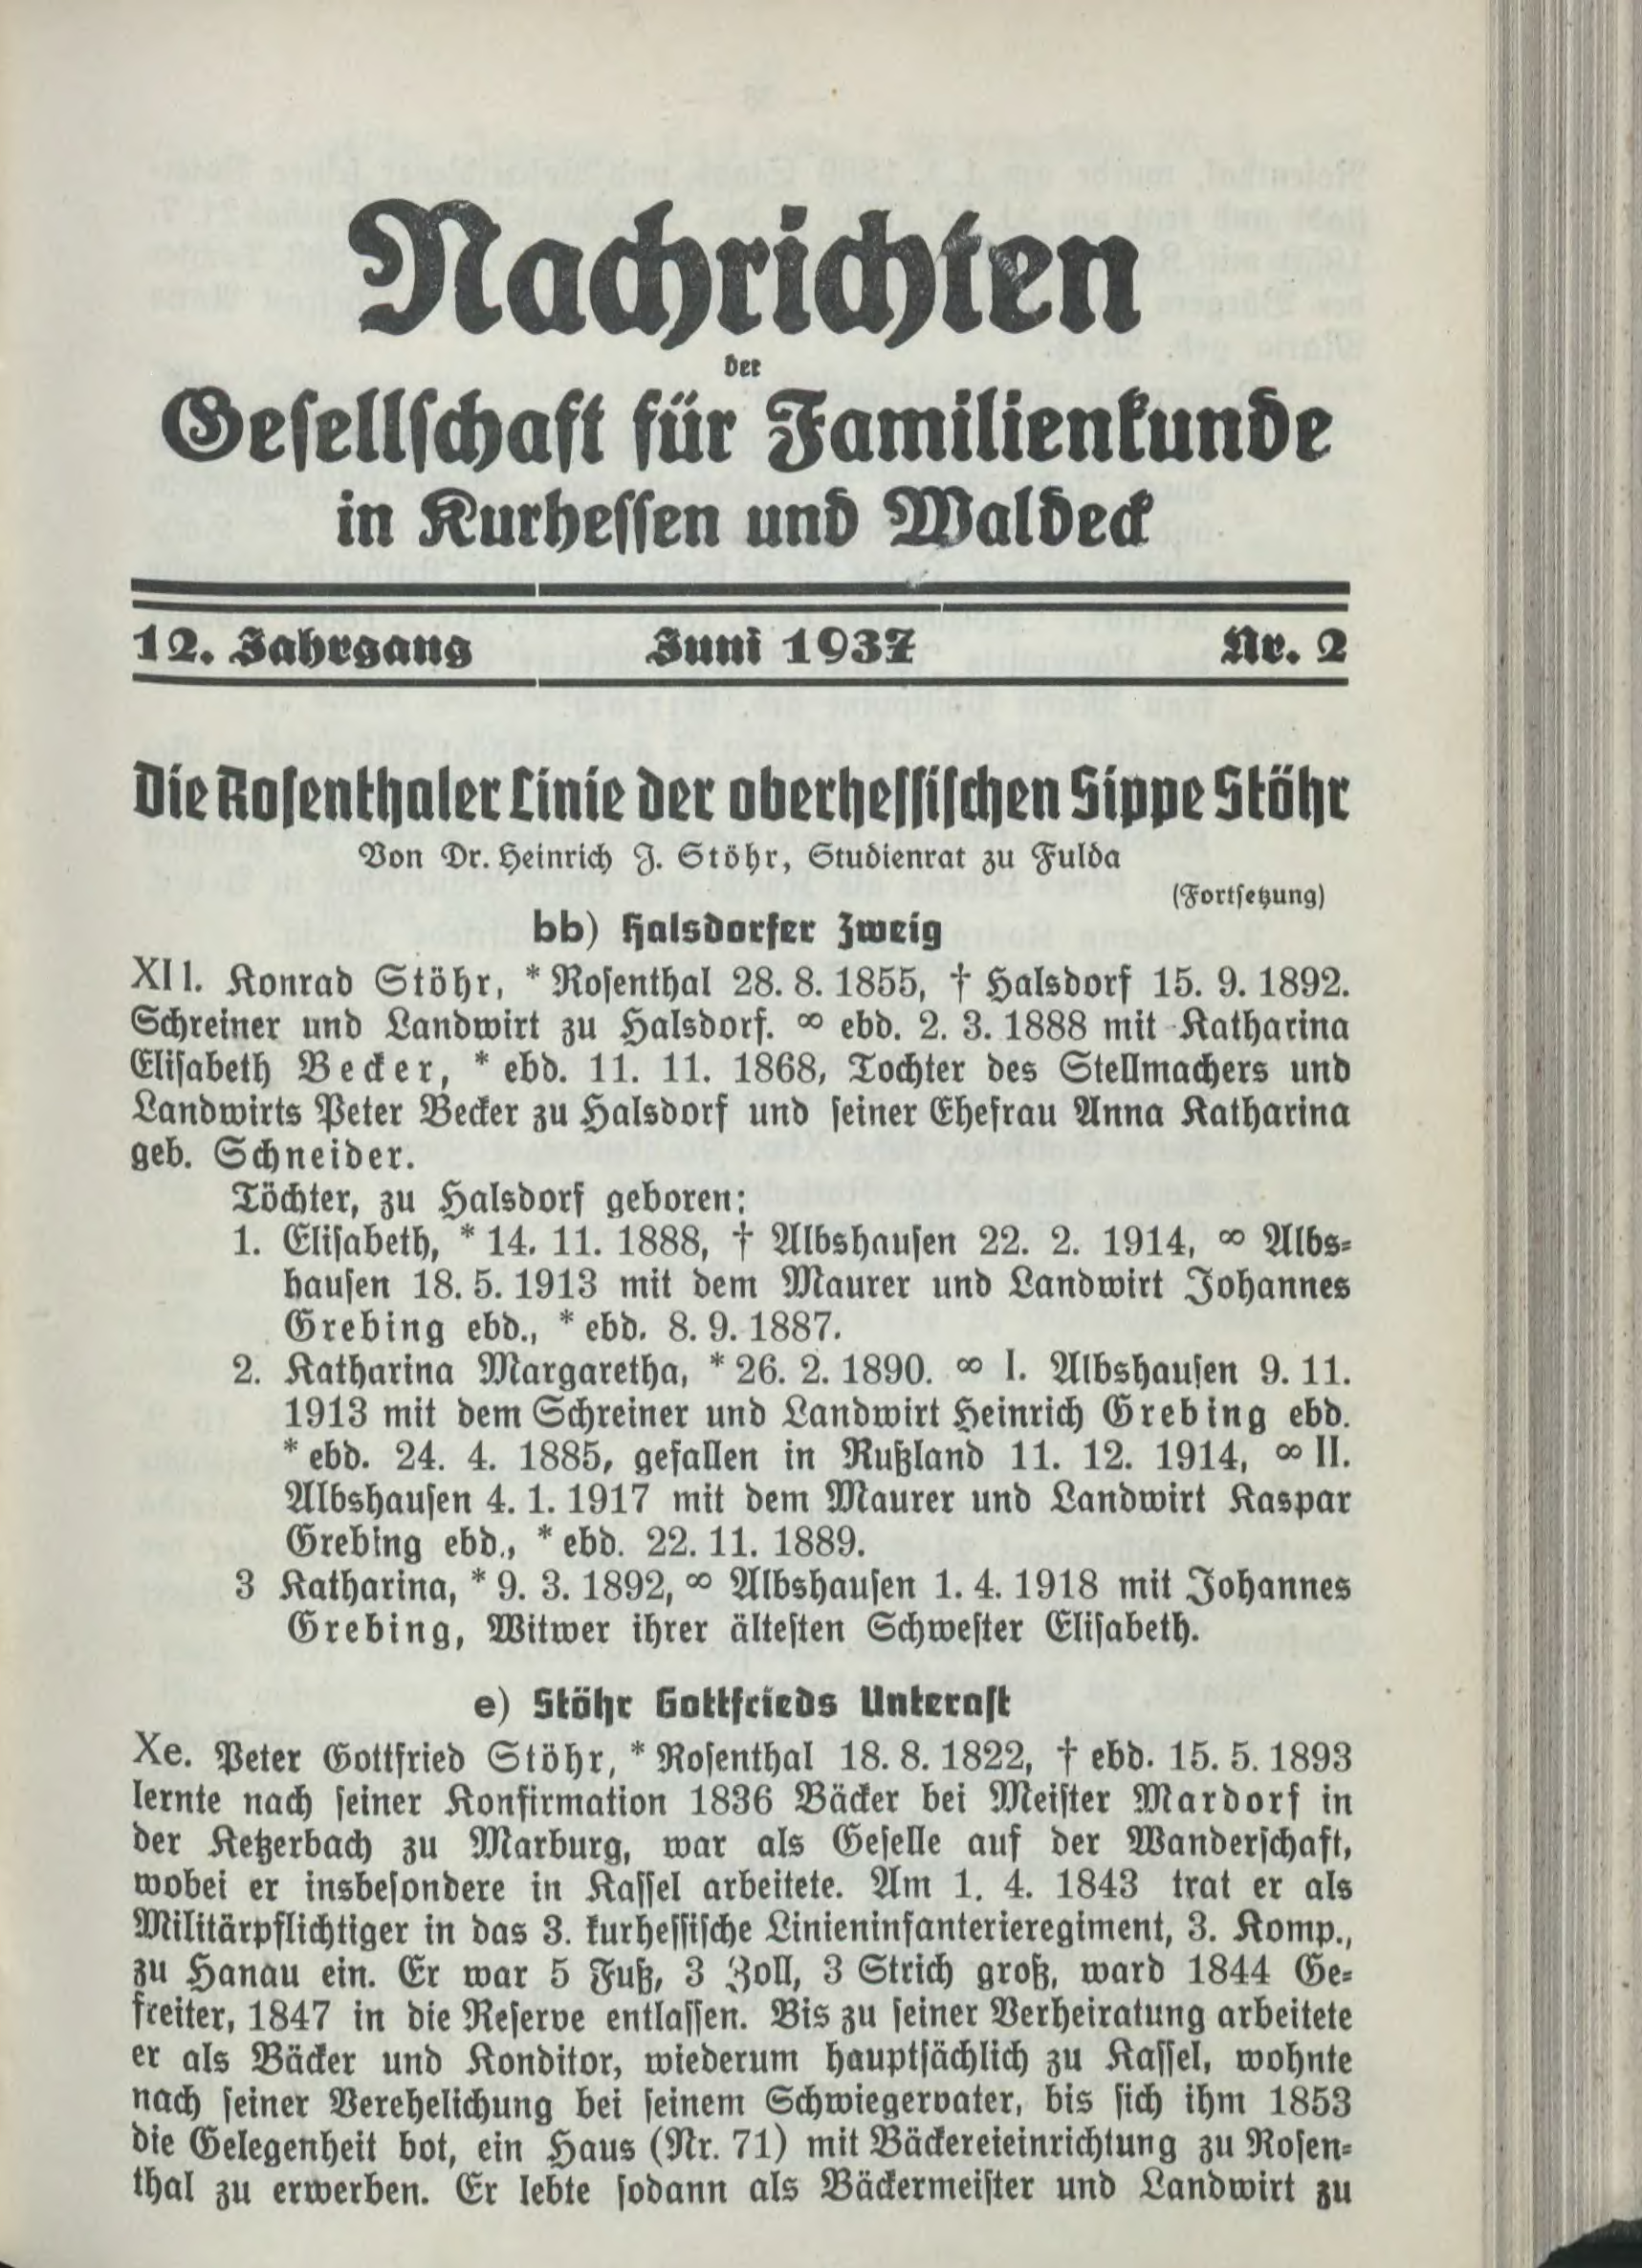 Nachrichten
der
Gesellschaft für Familienkunde
in Kurhessen und Waldeck
12. Jahrgang Juni 1937 Nr. 2
Die Rosenthaler Linie der oberhessischen Sippe Stöhr
Von Dr. Heinrich J. Stöhr, Studienrat zu Fulda
(Fortsetzung)
bb) Halsdorfer Zweig
XII. Konrad Stöhr, * Rosenthal 28. 8. 1855, † Halsdorf 15. 9. 1892.
Schreiner und Landwirt zu Halsdorf. ∞ ebd. 2. 3. 1888 mit Katharina
Elisabeth Becker, * ebd. 11. 11. 1868, Tochter des Stellmachers und
Landwirts Peter Becker zu Halsdorf und seiner Ehefrau Anna Katharina
geb. Schneider.
Töchter, zu Halsdorf geboren:
1. Elisabeth, * 14. 11. 1888, † Albshausen 22. 2. 1914, ∞ Albs-
hausen 18. 5. 1913 mit dem Maurer und Landwirt Johannes
Grebing ebd., * ebd. 8. 9. 1887.
2. Katharina Margaretha, * 26. 2. 1890. ∞ I. Albshausen 9. 11.
1913 mit dem Schreiner und Landwirt Heinrich Grebing ebd.
* ebd. 24. 4. 1885, gefallen in Rußland 11. 12. 1914, ∞ II.
Albshausen 4. 1. 1917 mit dem Maurer und Landwirt Kaspar
Grebing ebd., * ebd. 22. 11. 1889.
3 Katharina, * 9. 3. 1892, ∞ Albshausen 1. 4. 1918 mit Johannes
Grebing, Witwer ihrer ältesten Schwester Elisabeth.
e) Stöhr Gottfrieds Unterast
Xe. Peter Gottfried Stöhr, * Rosenthal 18. 8. 1822, † ebd. 15. 5. 1893
lernte nach seiner Konfirmation 1836 Bäcker bei Meister Mardorf in
der Ketzerbach zu Marburg, war als Geselle auf der Wanderschaft,
wobei er insbesondere in Kassel arbeitete. Am 1. 4. 1843 trat er als
Militärpflichtiger in das 3. kurhessische Linieninfanterieregiment, 3. Komp.,
zu Hanau ein. Er war 5 Fuß, 3 Zoll, 3 Strich groß, ward 1844 Ge-
freiter, 1847 in die Reserve entlassen. Bis zu seiner Verheiratung arbeitete
er als Bäcker und Konditor, wiederum hauptsächlich zu Kassel, wohnte
nach seiner Verehelichung bei seinem Schwiegervater, bis sich ihm 1853
die Gelegenheit bot, ein Haus (Nr. 71) mit Bäckereieinrichtung zu Rosen-
thal zu erwerben. Er lebte sodann als Bäckermeister und Landwirt zu